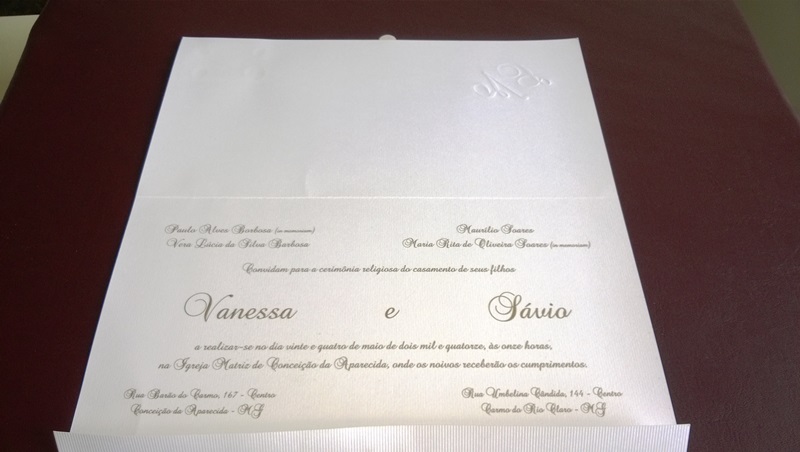 Paulo Alves Barbosa (in memoriam)
Vera Lúcia da Silva Barbosa
Maurílio Soares
Maria Rita de Oliveira Soares (in memoriam)
Convidam para a cerimônia religiosa do casamento de seus filhos
Vanessa e Sávio
a realizar-se no dia vinte e quatro de maio de dois mil e quatorze, às onze horas,
na Igreja Matriz de Conceição da Aparecida, onde os noivos receberão os cumprimentos.
Rua Barão do Carmo, 167 - Centro
Conceição da Aparecida - MG
Rua Umbelina Cândida, 144 - Centro
Carmo do Rio Claro - MG